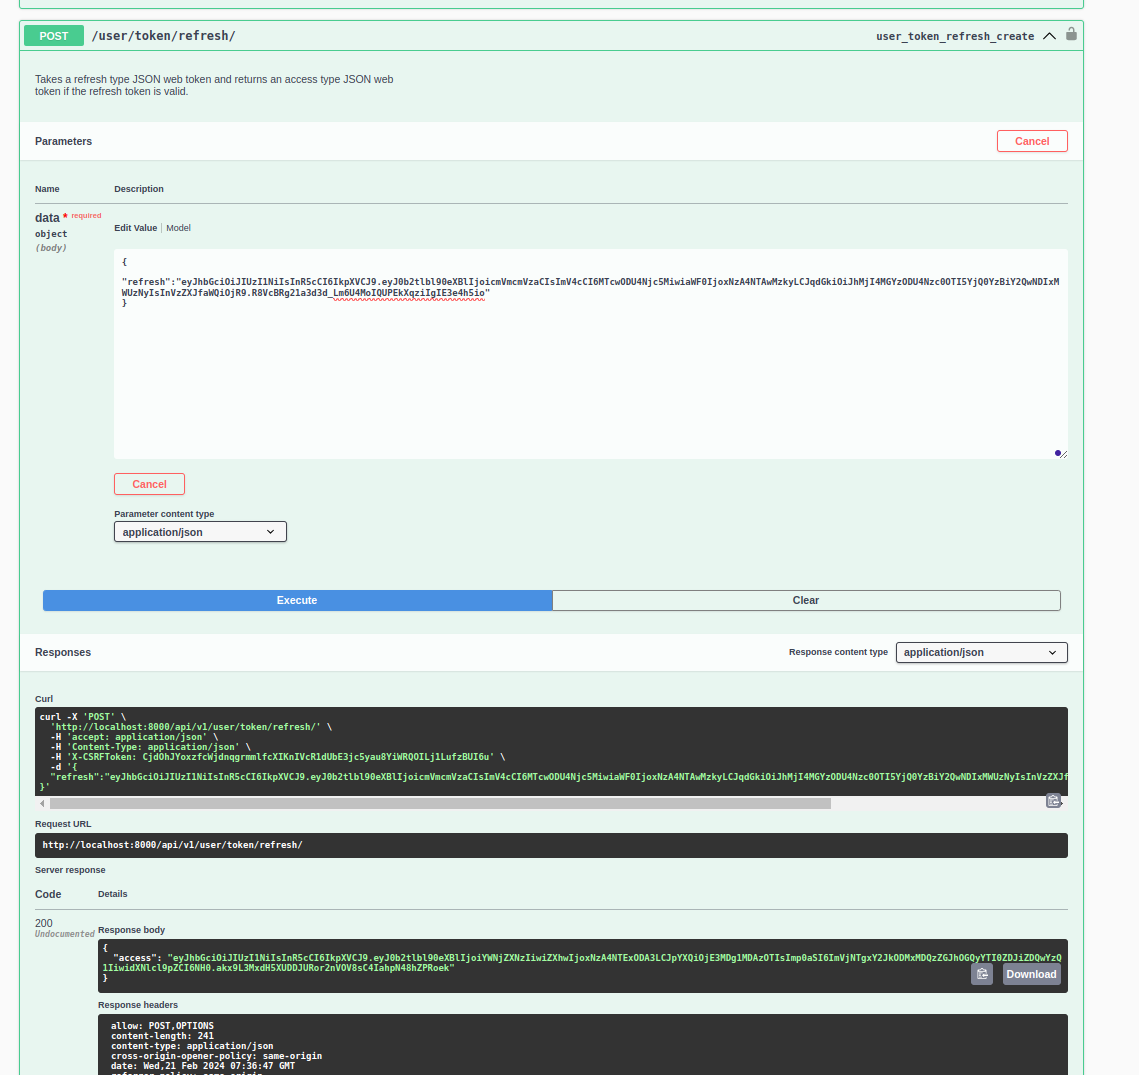 POST /user/token/refresh/ user_token_refresh_create
Takes a refresh type JSON web token and returns an access type JSON web
token if the refresh token is valid.
Parameters Cancel
Name Description
data * required
object
(body)
Edit Value | Model
{
"refresh":"eyJhbGciOiJIUzI1NiIsInR5cCI6IkpXVCJ9.eyJ0b2tlbl90eXBlIjoicmVmcmVzaCIsImV4cCI6MTcwODU4Njc5MiwiaWF0IjoxNzA4NTAwMzkyLCJqdGkiOiJhMjI4MGYzODU4Nzc0OTI5YjQ0YzBiY2QwNDIxM
WUzNyIsInVzZXJfaWQiOjR9.R8VcBRg21a3d3d_Lm6U4MoIQUPEkXqziIgIE3e4h5io"
}
Cancel
Parameter content type
application/json
Execute Clear
Responses Response content type application/json
Curl
curl -X 'POST' \
'http://localhost:8000/api/v1/user/token/refresh/' \
-H 'accept: application/json' \
-H 'Content-Type: application/json' \
-H 'X-CSRFToken: CjdOhJYoxzfcWjdnqgrmmlfcXIKnIVcR1dUbE3jc5yau8YiWRQOILj1LufzBUI6u' \
-d '{
"refresh":"eyJhbGciOiJIUzI1NiIsInR5cCI6IkpXVCJ9.eyJ0b2tlbl90eXBlIjoicmVmcmVzaCIsImV4cCI6MTcwODU4Njc5MiwiaWF0IjoxNzA4NTAwMzkyLCJqdGkiOiJhMjI4MGYzODU4Nzc0OTI5YjQ0YzBiY2QwNDIxMWUzNyIsInVzZXJf
}'
Request URL
http://localhost:8000/api/v1/user/token/refresh/
Server response
Code Details
200
Undocumented
Response body
{
"access": "eyJhbGciOiJIUzI1NiIsInR5cCI6IkpXVCJ9.eyJ0b2tlbl90eXBlIjoiYWNjZXNzIiwiZXhwIjoxNzA4NTExODA3LCJpYXQiOjE3MDg1MDAzOTIsImp0aSI6ImVjNTgxY2JkODMxMDQzZGJhOGQyYTI0ZDJiZDQwYzQ
1IiwidXNlcl9pZCI6NH0.akx9L3MxdH5XUDDJURor2nVOV8sC4IahpN48hZPRoek"
}
Download
Response headers
allow: POST,OPTIONS
content-length: 241
content-type: application/json
cross-origin-opener-policy: same-origin
date: Wed,21 Feb 2024 07:36:47 GMT